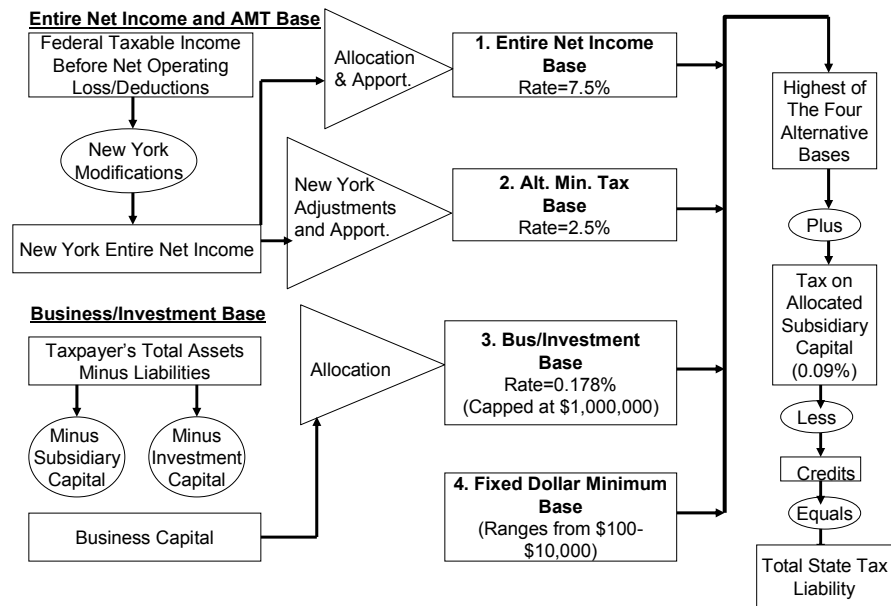 Entire Net Income and AMT Base
Federal Taxable Income
Before Net Operating
Loss/Deductions
New York
Modifications
New York Entire Net Income
Allocation
& Apport.
1. Entire Net Income
Base
Rate=7.5%
New York
Adjustments
and Apport.
2. Alt. Min. Tax
Base
Rate=2.5%
Business/Investment Base
Taxpayer's Total Assets
Minus Liabilities
Minus
Subsidiary
Capital
Minus
Investment
Capital
Business Capital
Allocation
3. Bus/Investment
Base
Rate=0.178%
(Capped at $1,000,000)
4. Fixed Dollar Minimum
Base
(Ranges from $100-
$10,000)
Highest of
The Four
Alternative
Bases
Plus
Tax on
Allocated
Subsidiary
Capital
(0.09%)
Less
Credits
Equals
Total State Tax
Liability